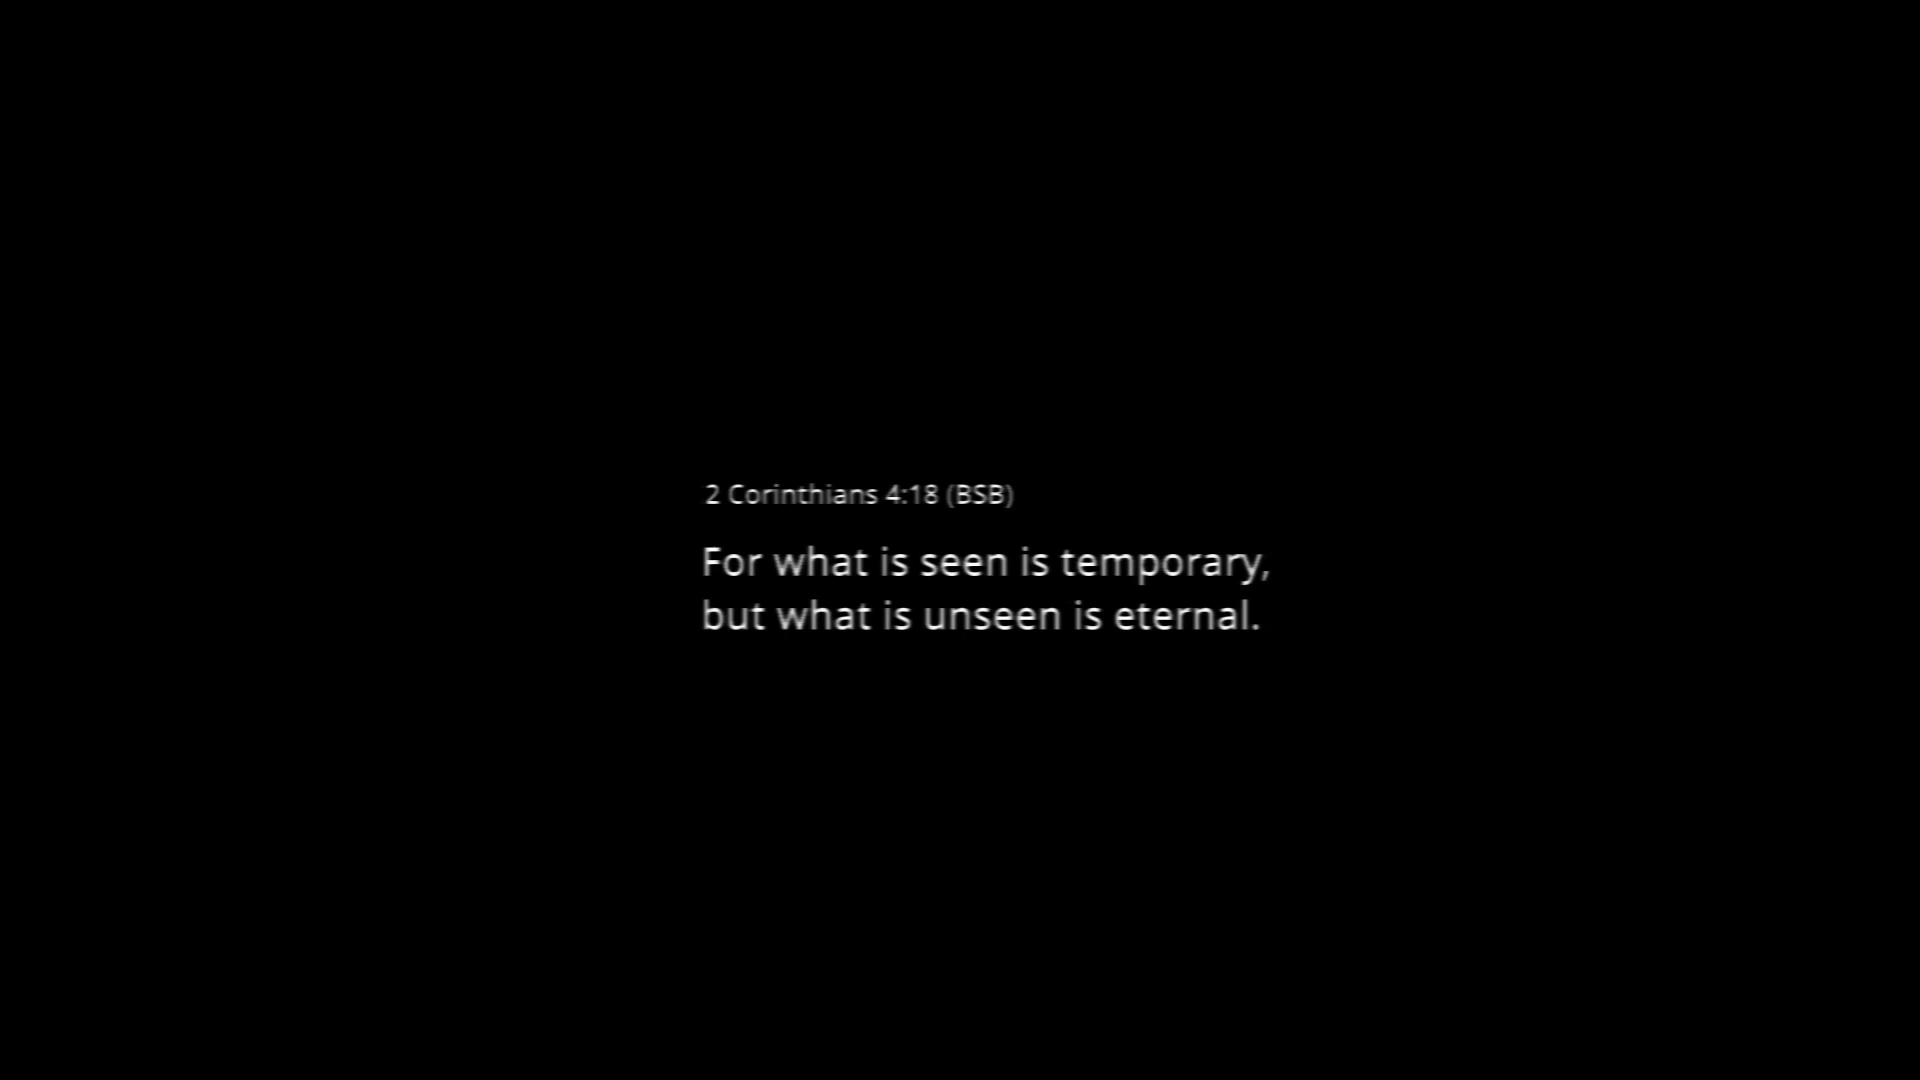 2 Corinthians 4:18 (BSB)
For what is seen is temporary,
but what is unseen is eternal.